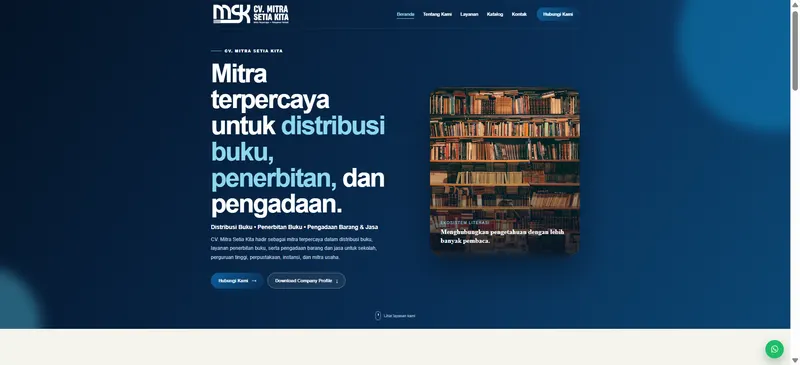 MSK CV. MITRA
SETIA KITA
Beranda Tentang Kami Layanan Katalog Kontak Hubungi Kami
CV. MITRA SETIA KITA
Mitra
terpercaya
untuk distribusi
buku,
penerbitan, dan
pengadaan.
Distribusi Buku • Penerbitan Buku • Pengadaan Barang & Jasa
CV. Mitra Setia Kita hadir sebagai mitra terpercaya dalam distribusi buku,
layanan penerbitan buku, serta pengadaan barang dan jasa untuk sekolah,
perguruan tinggi, perpustakaan, instansi, dan mitra usaha.
Hubungi Kami →
Download Company Profile ↓
EKOSISTEM LITERASI
Menghubungkan pengetahuan dengan lebih
banyak pembaca.
Lihat layanan kami